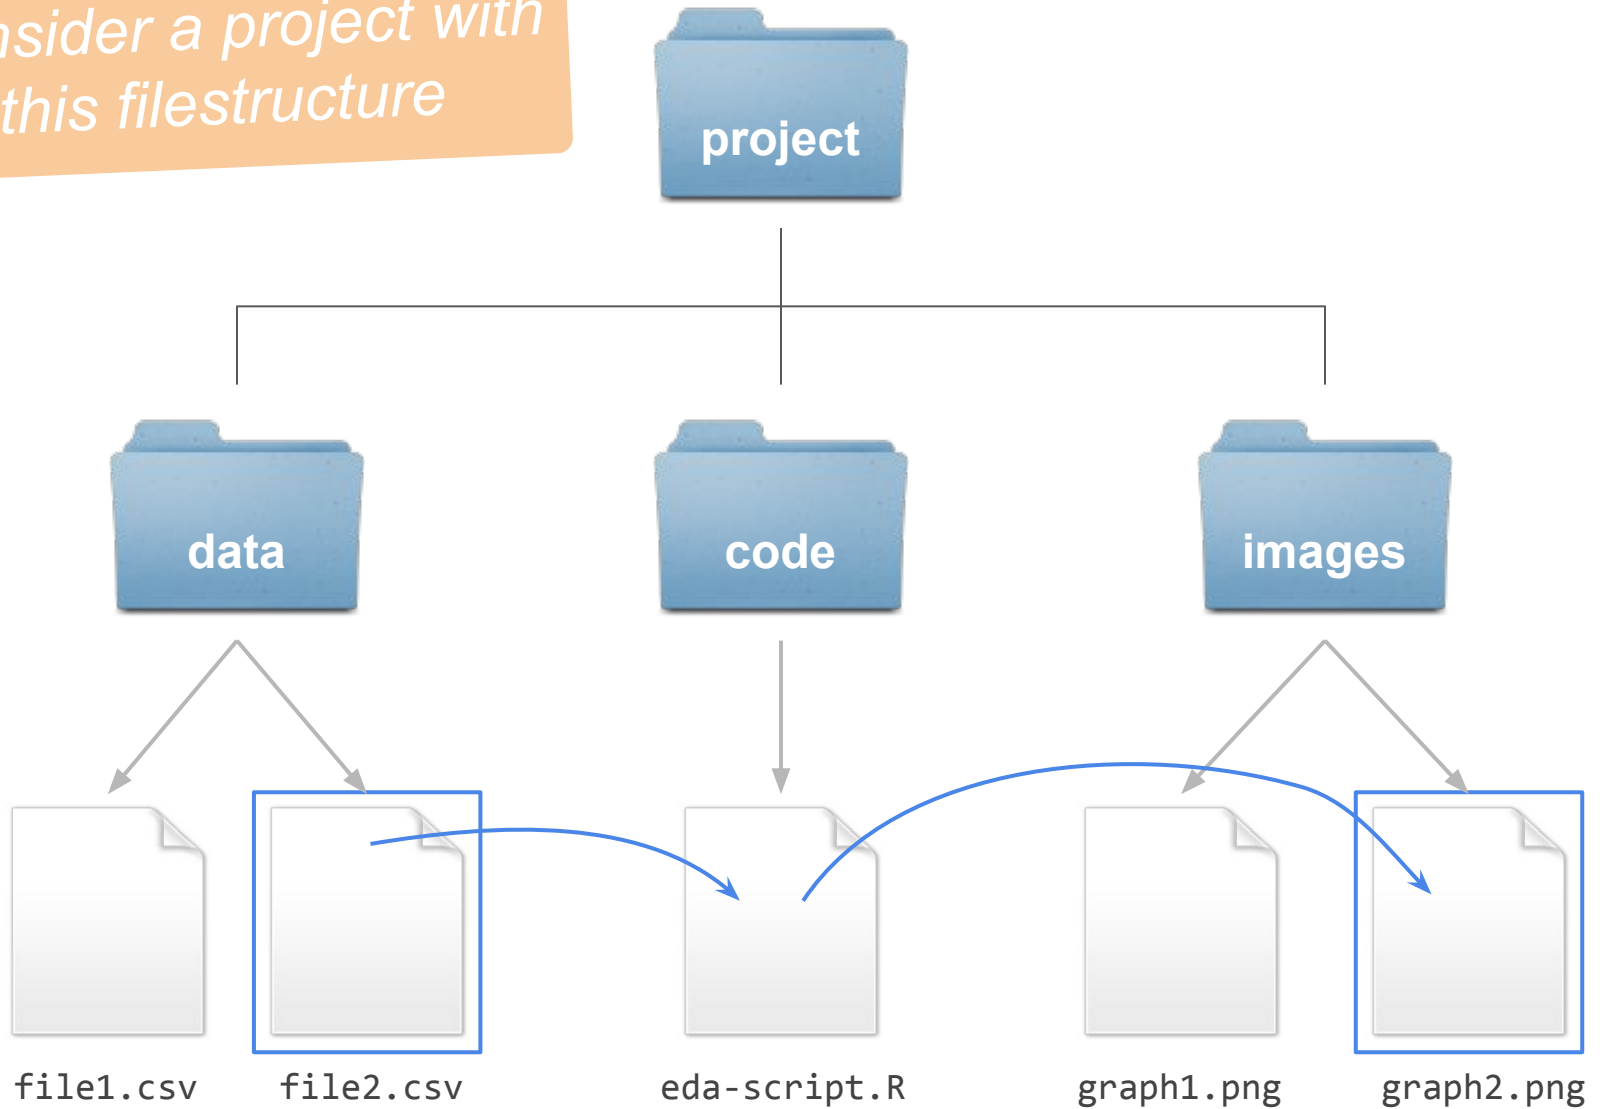 nsider a project with
this filestructure
project
data
code
images
file1.csv
file2.csv
eda-script.R
graph1.png
graph2.png